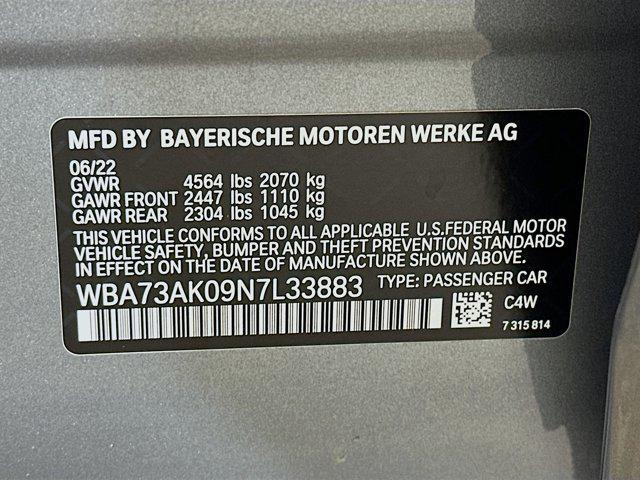 MFD BY BAYERISCHE MOTOREN WERKE AG
06/22
GVWR 4564 lbs 2070 kg
GAWR FRONT 2447 lbs 1110 kg
GAWR REAR 2304 lbs 1045 kg
THIS VEHICLE CONFORMS TO ALL APPLICABLE U.S.FEDERAL MOTOR
VEHICLE SAFETY, BUMPER AND THEFT PREVENTION STANDARDS
IN EFFECT ON THE DATE OF MANUFACTURE SHOWN ABOVE.
WBA73AK09N7L33883 TYPE: PASSENGER CAR
C4W
7 315 814